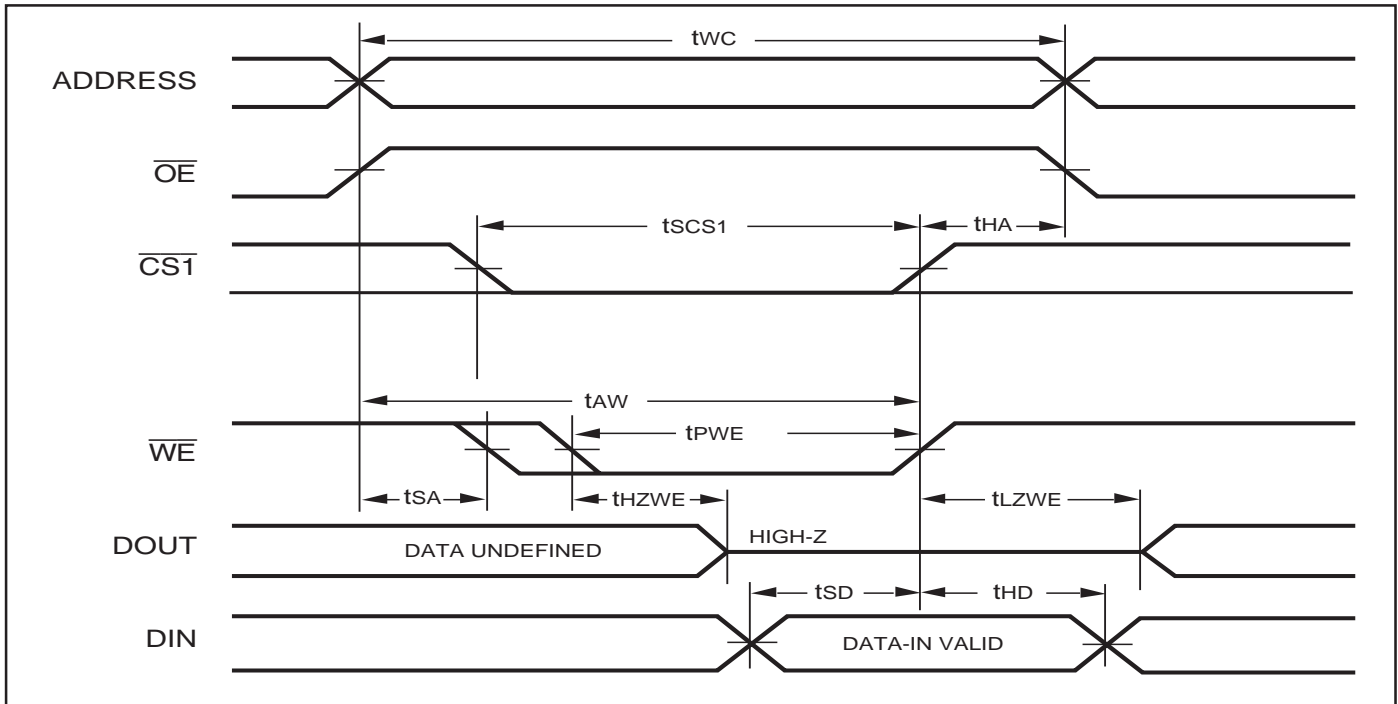 tWC
ADDRESS
OE
tSCS1
tHA
CS1
tAW
tPWE
WE
tSA
tHZWE
tLZWE
DOUT
DATA UNDEFINED
HIGH-Z
tSD
tHD
DIN
DATA-IN VALID